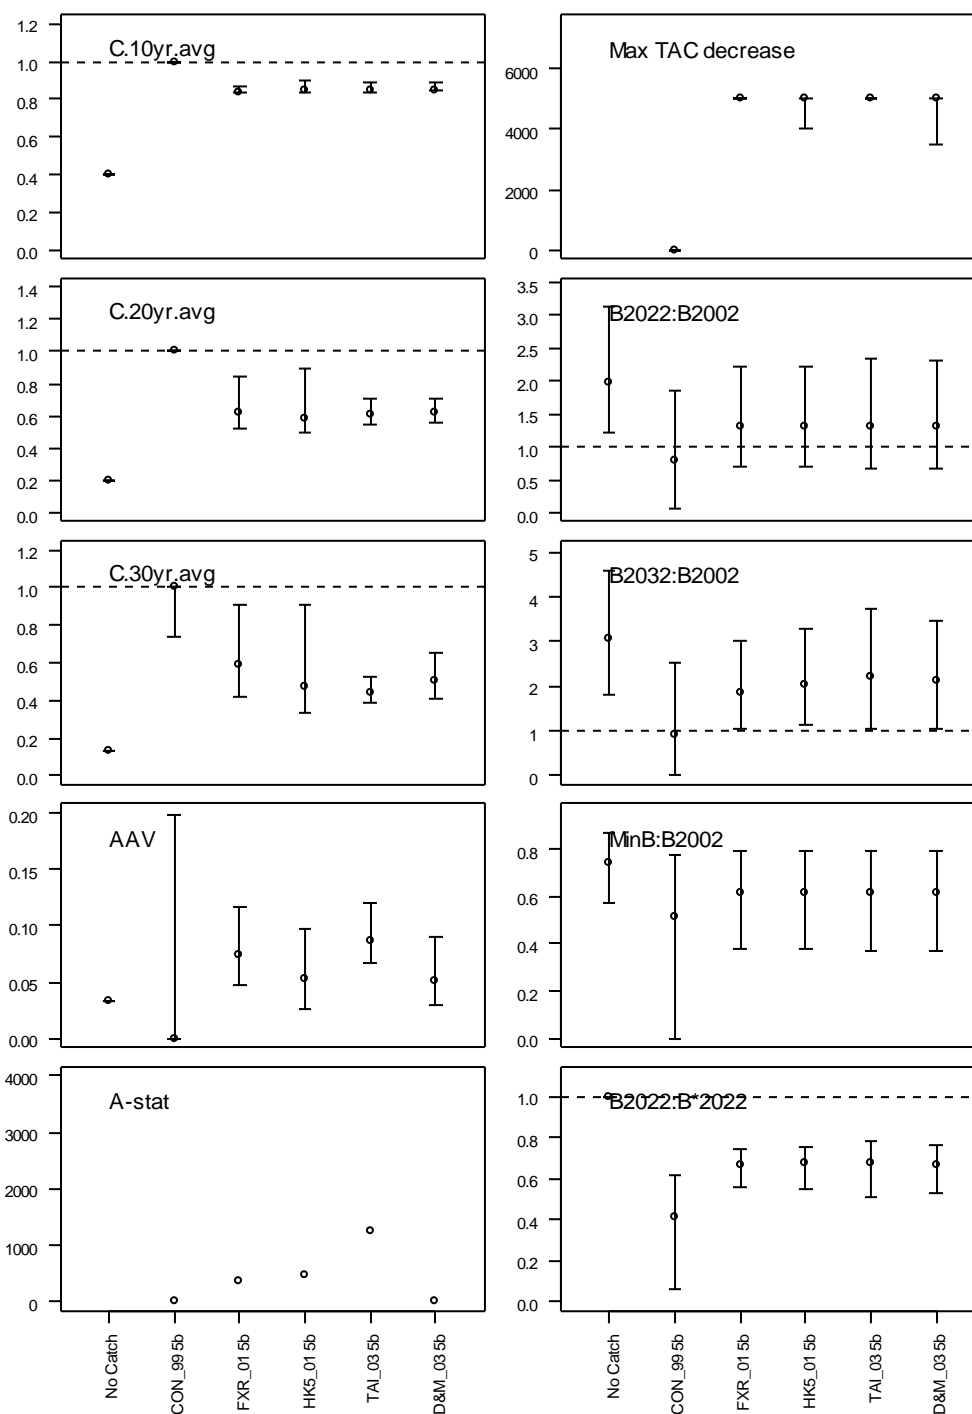 C.10yr.avg
1.2
1.0
0.8
0.6
0.4
0.2
0.0
Max TAC decrease
6000
4000
2000
0
C.20yr.avg
1.4
1.2
1.0
0.8
0.6
0.4
0.2
0.0
B2022:B2002
3.5
3.0
2.5
2.0
1.5
1.0
0.5
0.0
C.30yr.avg
1.2
1.0
0.8
0.6
0.4
0.2
0.0
B2032:B2002
5
4
3
2
1
0
AAV
0.20
0.15
0.10
0.05
0.00
MinB:B2002
0.8
0.6
0.4
0.2
0.0
A-stat
4000
3000
2000
1000
0
B2022:B*2022
1.0
0.8
0.6
0.4
0.2
0.0
No Catch
CON_99 5b
FXR_01 5b
HK5_01 5b
TAI_03 5b
D&M_03 5b
No Catch
CON_99 5b
FXR_01 5b
HK5_01 5b
TAI_03 5b
D&M_03 5b